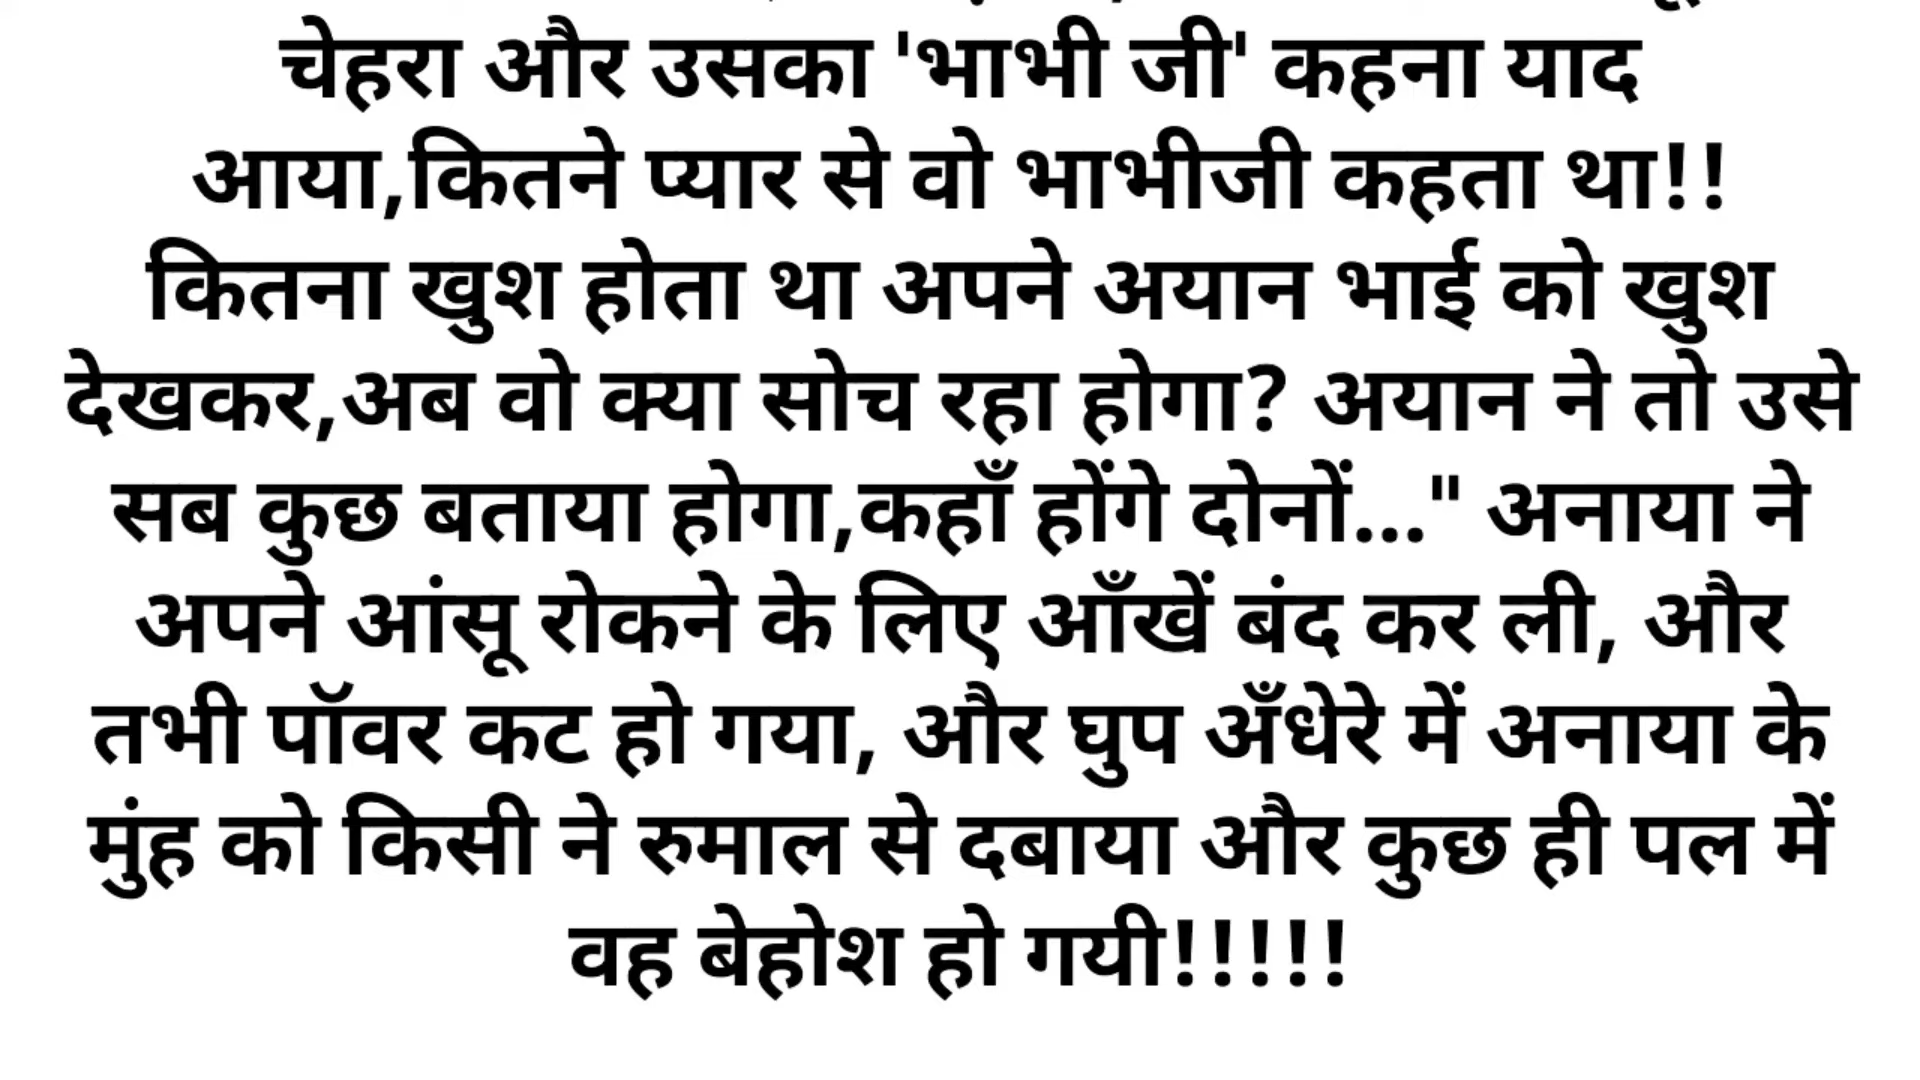 चेहरा और उसका 'भाभी जी' कहना याद
आया,कितने प्यार से वो भाभीजी कहता था!!
कितना खुश होता था अपने अयान भाई को खुश
देखकर,अब वो क्या सोच रहा होगा? अयान ने तो उसे
सब कुछ बताया होगा,कहाँ होंगे दोनों..." अनाया ने
अपने आंसू रोकने के लिए आँखें बंद कर ली, और
तभी पॉवर कट हो गया, और घुप अँधेरे में अनाया के
मुंह को किसी ने रुमाल से दबाया और कुछ ही पल में
वह बेहोश हो गयी!!!!!